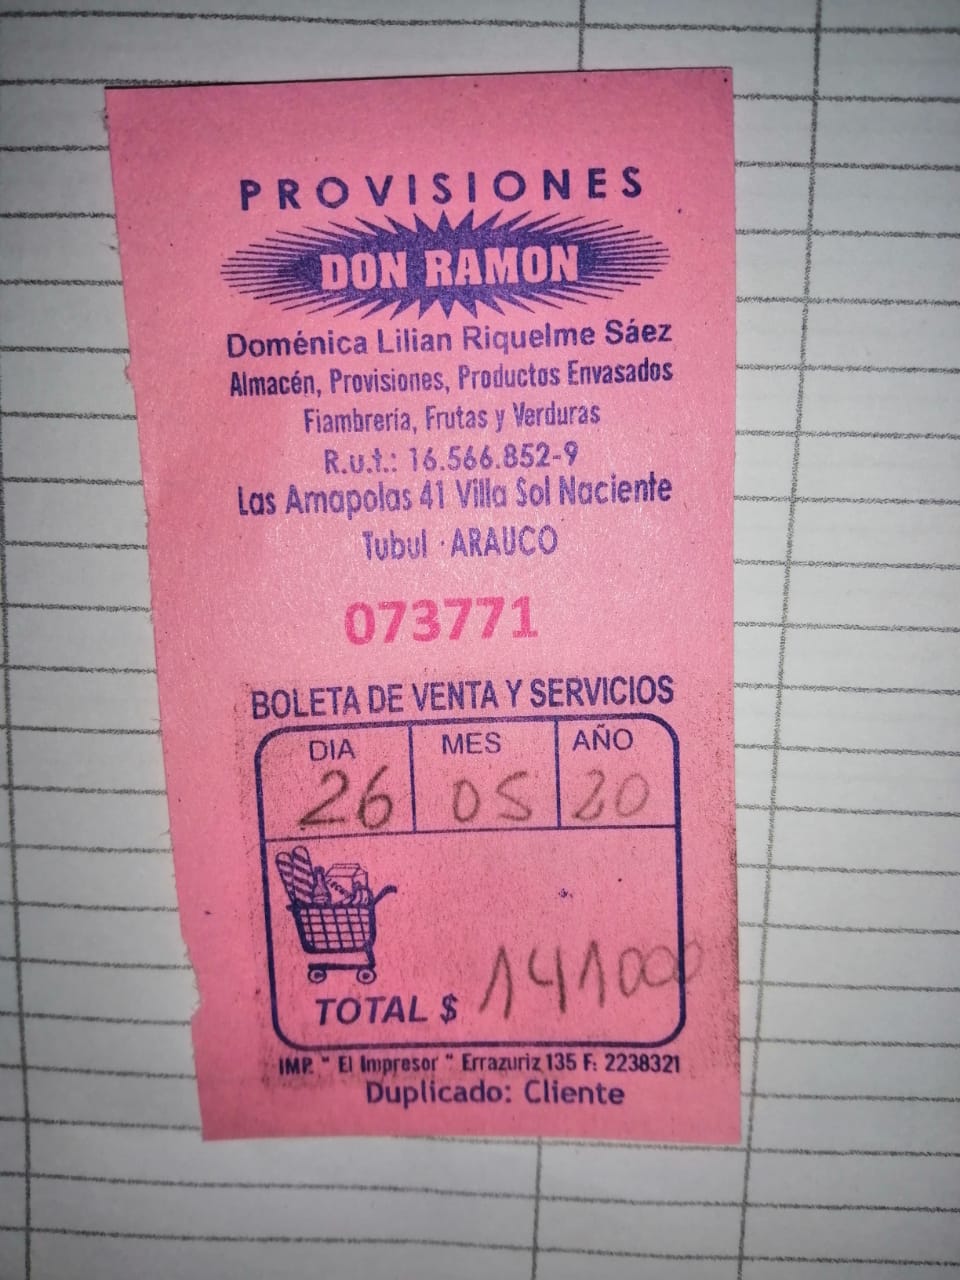 PROVISIONES
DON RAMON
Doménica Lilian Riquelme Sáez
Almacén, Provisiones, Productos Envasados
Fiambrería, Frutas y Verduras
R.u.t.: 16.566.852-9
Las Amapolas 41 Villa Sol Naciente
Tubul · ARAUCO
073771
BOLETA DE VENTA Y SERVICIOS
DIA MES AÑO
26 05 20
TOTAL $ 141000
IMP. " El Impresor " Errazuriz 135 F: 2238321
Duplicado: Cliente